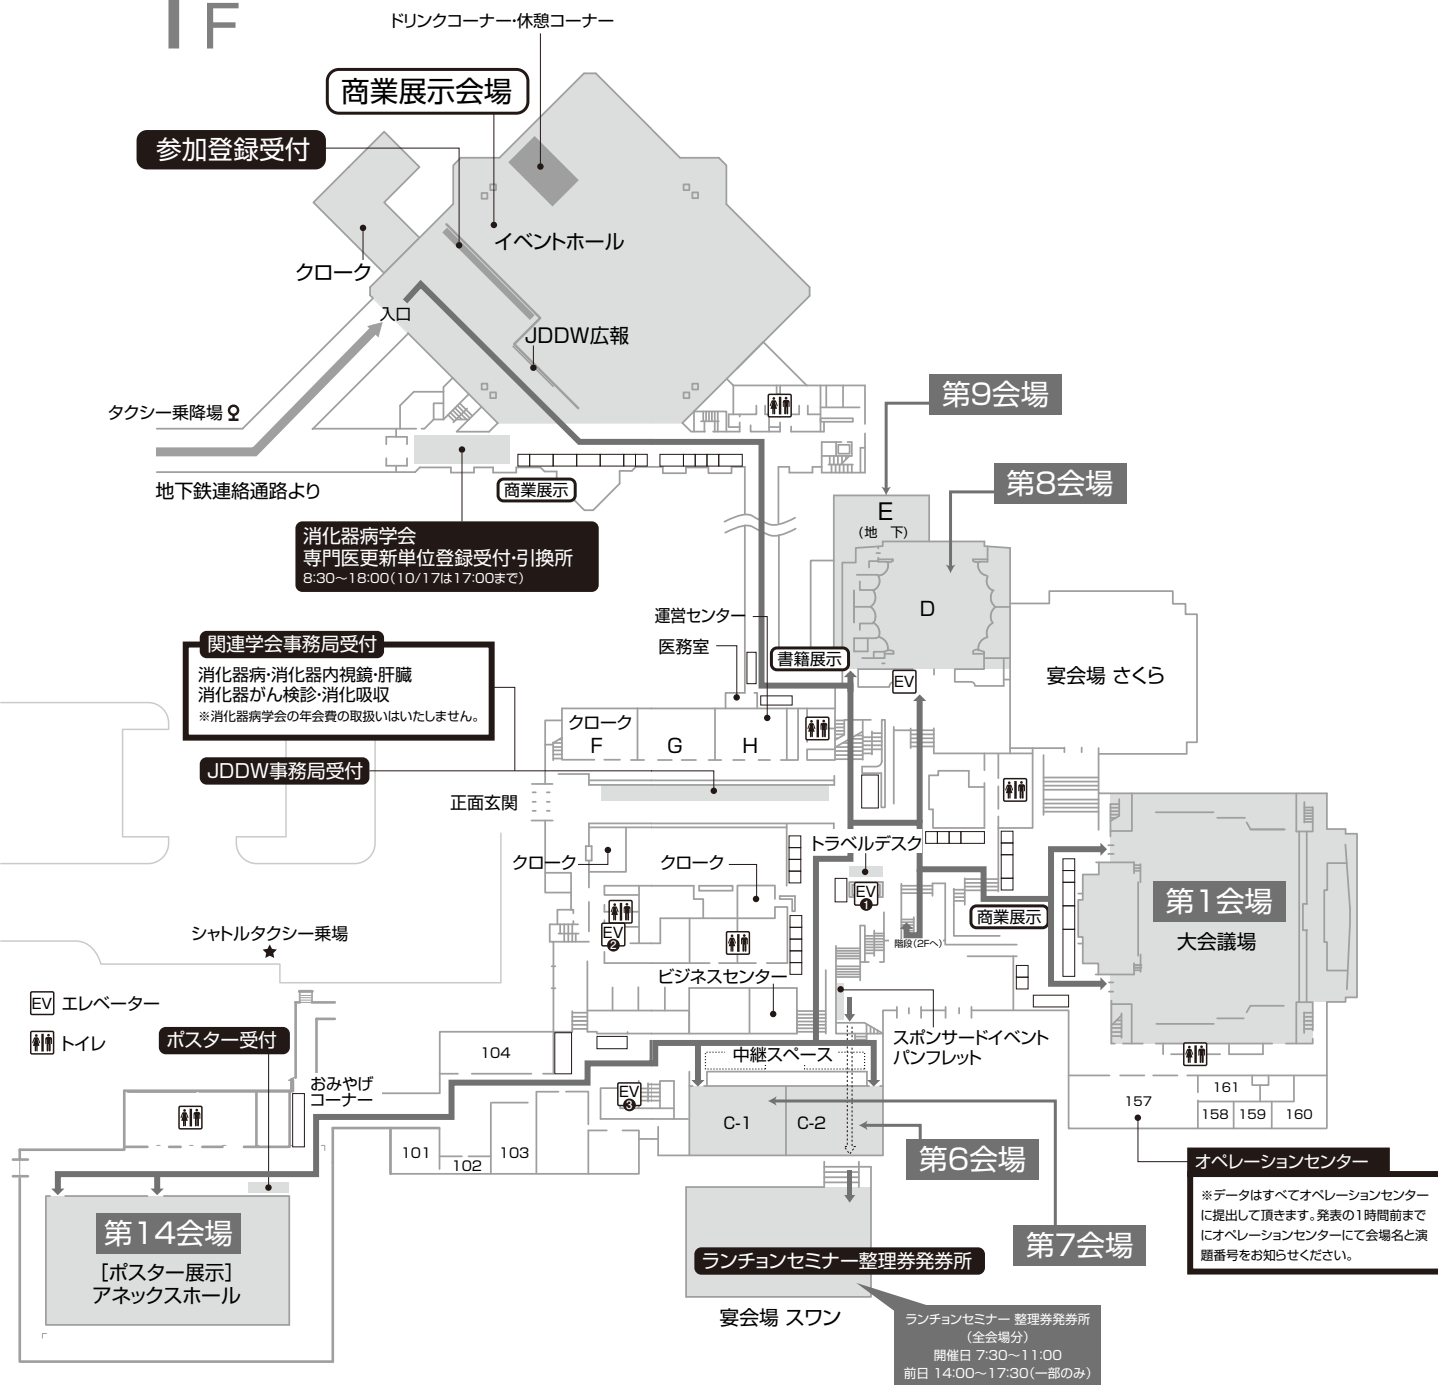 1F
ドリンクコーナー・休憩コーナー
商業展示会場
参加登録受付
イベントホール
クローク
入口
JDDW広報
タクシー乗降場
第9会場
第8会場
地下鉄連絡通路より
商業展示
E
(地 下)
消化器病学会
専門医更新単位登録受付・引換所
8:30〜18:00(10/17は17:00まで)
D
運営センター
医務室
書籍展示
関連学会事務局受付
消化器病・消化器内視鏡・肝臓
消化器がん検診・消化吸収
※消化器病学会の年会費の取扱いはいたしません。
EV
宴会場 さくら
クローク
F
G
H
JDDW事務局受付
正面玄関
トラベルデスク
クローク
クローク
EV
1
第1会場
大会議場
商業展示
EV
2
階段(2Fへ)
シャトルタクシー乗場
★
ビジネスセンター
EV エレベーター
トイレ
スポンサードイベント
パンフレット
ポスター受付
104
中継スペース
おみやげ
コーナー
EV
3
161
157
158
159
160
C-1
C-2
101
102
103
第6会場
オペレーションセンター
※データはすべてオペレーションセンター
に提出して頂きます。発表の1時間前まで
にオペレーションセンターにて会場名と演
題番号をお知らせください。
第14会場
[ポスター展示]
アネックスホール
第7会場
ランチョンセミナー整理券発券所
宴会場 スワン
ランチョンセミナー 整理券発券所
(全会場分)
開催日 7:30〜11:00
前日 14:00〜17:30(一部のみ)